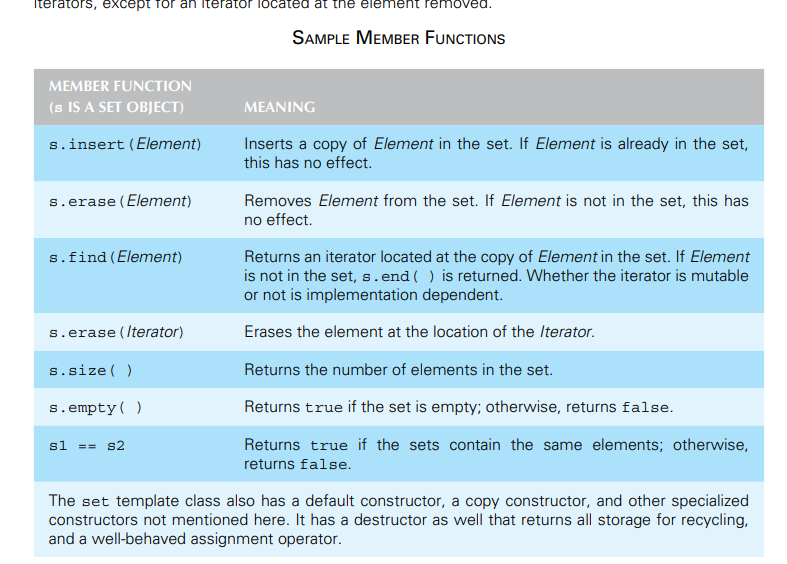 iterators, except for an iterator located at the element removed.
SAMPLE MEMBER FUNCTIONS
MEMBER FUNCTION
(s IS A SET OBJECT)
MEANING
s.insert(Element)
Inserts a copy of Element in the set. If Element is already in the set,
this has no effect.
s.erase(Element)
Removes Element from the set. If Element is not in the set, this has
no effect.
s.find(Element)
Returns an iterator located at the copy of Element in the set. If Element
is not in the set, s.end( ) is returned. Whether the iterator is mutable
or not is implementation dependent.
s.erase(Iterator)
Erases the element at the location of the Iterator.
s.size( )
Returns the number of elements in the set.
s.empty( )
Returns true if the set is empty; otherwise, returns false.
s1 == s2
Returns true if the sets contain the same elements; otherwise,
returns false.
The set template class also has a default constructor, a copy constructor, and other specialized
constructors not mentioned here. It has a destructor as well that returns all storage for recycling,
and a well-behaved assignment operator.